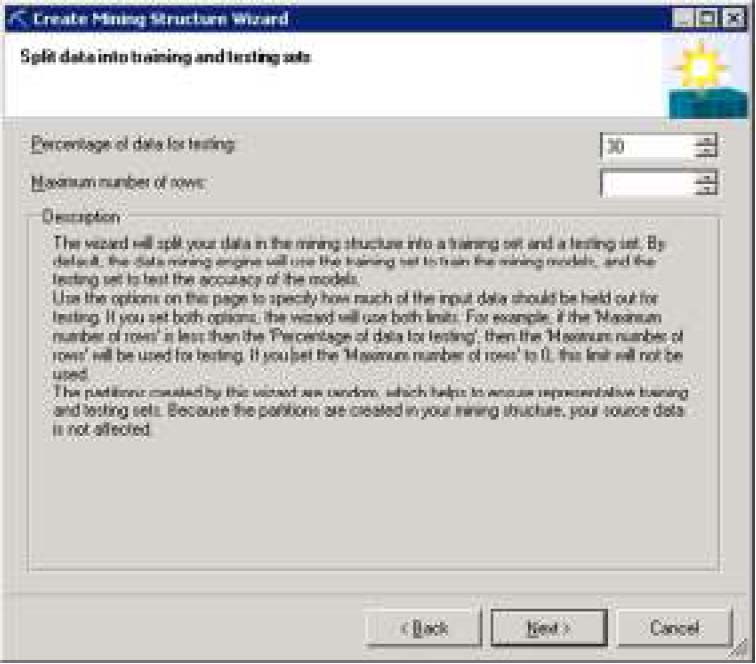 Create Mining Structure Wizard
Split data into training and testing sets
Percentage of data for testing:
30
Maximum number of rows:
Description
The wizard will split your data in the mining structure into a training set and a testing set. By
default, the data mining engine will use the training set to train the mining models, and the
testing set to test the accuracy of the models.
Use the options on this page to specify how much of the input data should be held out for
testing. If you set both options, the wizard will use both limits. For example, if the 'Maximum
number of rows' is less than the 'Percentage of data for testing', then the 'Maximum number of
rows' will be used for testing. If you set the 'Maximum number of rows' to 0, this limit will not be
used.
The partitions created by this wizard are random, which helps to ensure representative training
and testing sets. Because the partitions are created in your mining structure, your source data
is not affected.
< Back
Next >
Cancel